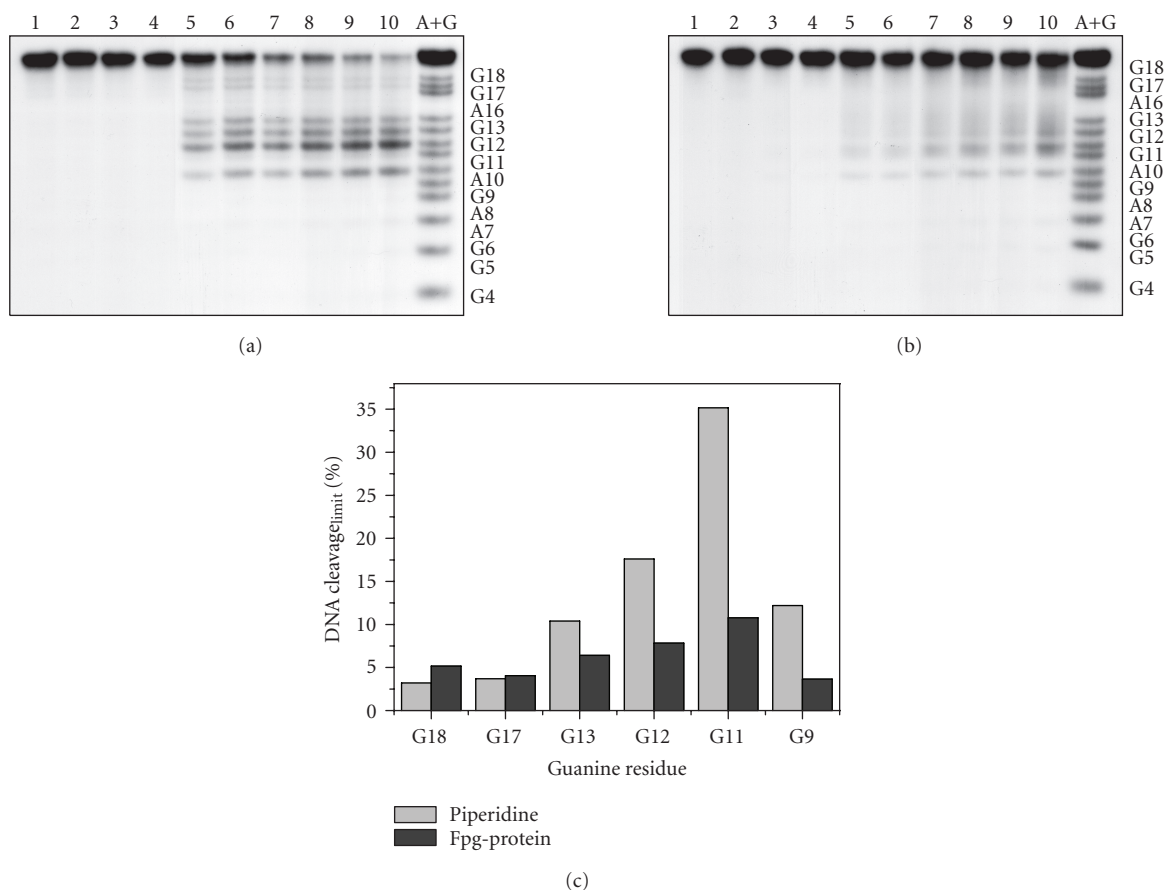 1 2 3 4 5 6 7 8 9 10 A+G
G18
G17
A16
G13
G12
G11
A10
G9
A8
A7
G6
G5
G4
(a)
1 2 3 4 5 6 7 8 9 10 A+G
G18
G17
A16
G13
G12
G11
A10
G9
A8
A7
G6
G5
G4
(b)
DNA cleavage limit (%)
35
30
25
20
15
10
5
0
G18 G17 G13 G12 G11 G9
Guanine residue
Piperidine
Fpg-protein
(c)